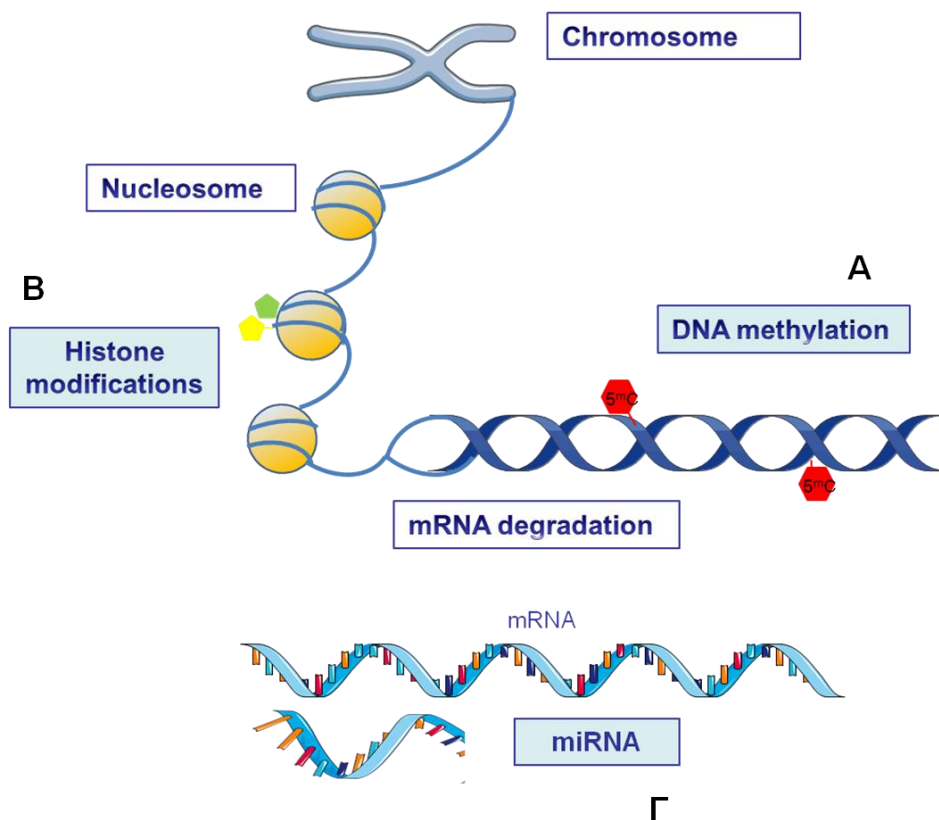 Chromosome
Nucleosome
A
B
DNA methylation
Histone
modifications
5mC
5mC
mRNA degradation
mRNA
miRNA
Γ